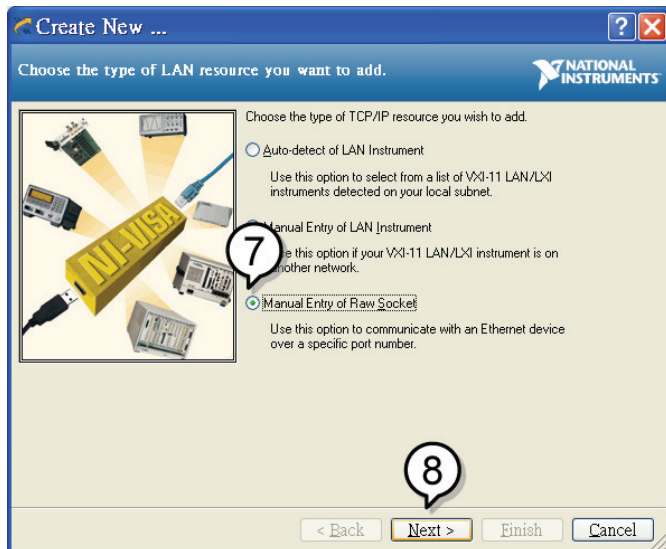 Create New ...
Choose the type of LAN resource you want to add.
NATIONAL
INSTRUMENTS
Choose the type of TCP/IP resource you wish to add.
Auto-detect of LAN Instrument
Use this option to select from a list of VXI-11 LAN/LXI
instruments detected on your local subnet.
Manual Entry of LAN Instrument
this option if your VXI-11 LAN/LXI instrument is on
another network.
7
Manual Entry of Raw Socket
Use this option to communicate with an Ethernet device
over a specific port number.
NI-VISA
8
< Back
Next >
Finish
Cancel